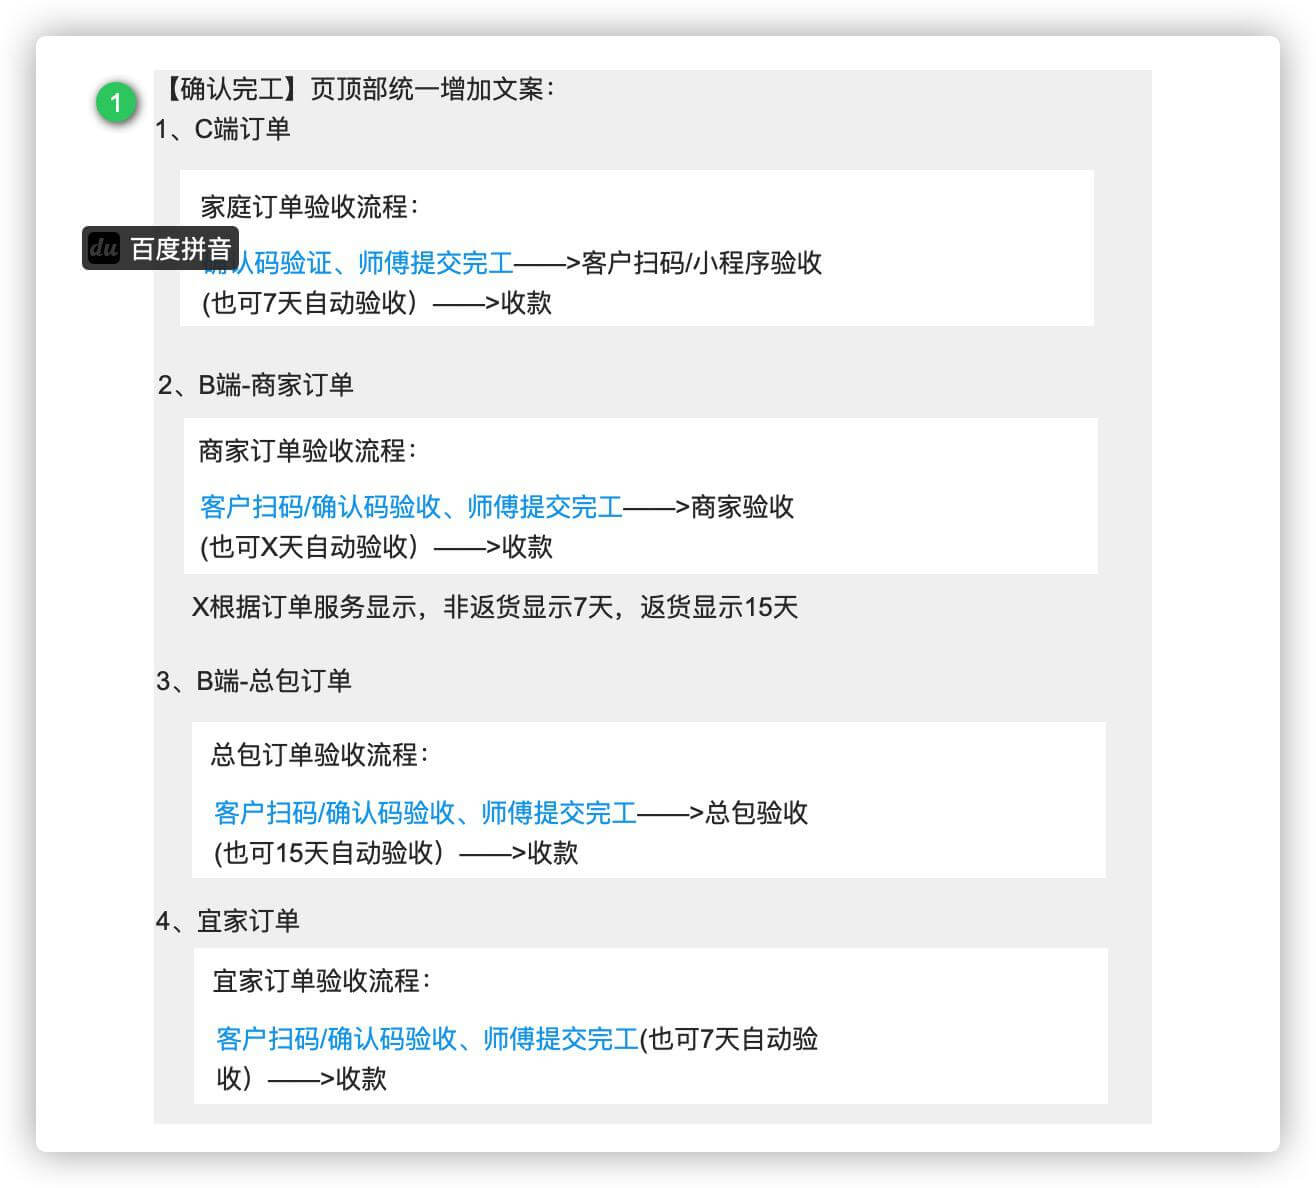 1
【确认完工】页顶部统一增加文案：
1、C端订单
家庭订单验收流程：
du 百度拼音
认码验证、师傅提交完工——>客户扫码/小程序验收
(也可7天自动验收）——>收款
2、B端-商家订单
商家订单验收流程：
客户扫码/确认码验收、师傅提交完工——>商家验收
(也可X天自动验收）——>收款
X根据订单服务显示，非返货显示7天，返货显示15天
3、B端-总包订单
总包订单验收流程：
客户扫码/确认码验收、师傅提交完工——>总包验收
(也可15天自动验收）——>收款
4、宜家订单
宜家订单验收流程：
客户扫码/确认码验收、师傅提交完工(也可7天自动验
收）——>收款